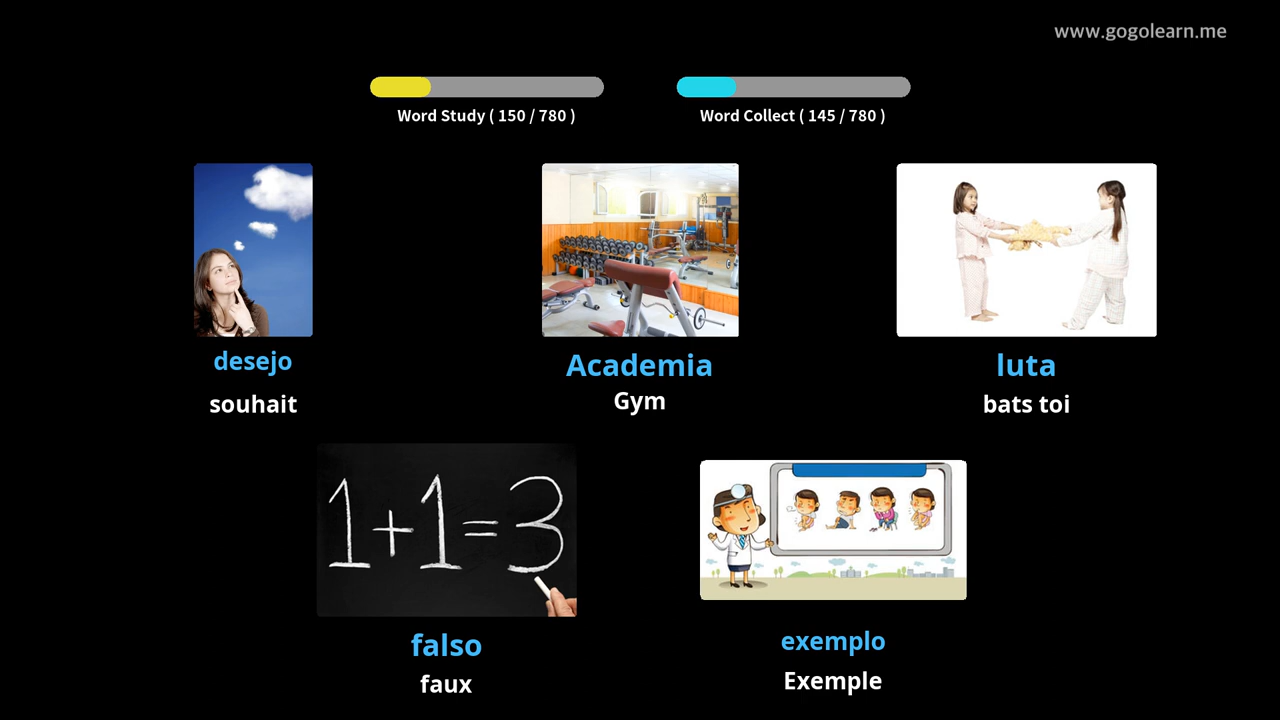 www.gogolearn.me
Word Study ( 150 / 780 )
Word Collect ( 145 / 780 )
desejo
souhait
Academia
Gym
luta
bats toi
1+1=3
falso
faux
exemplo
Exemple